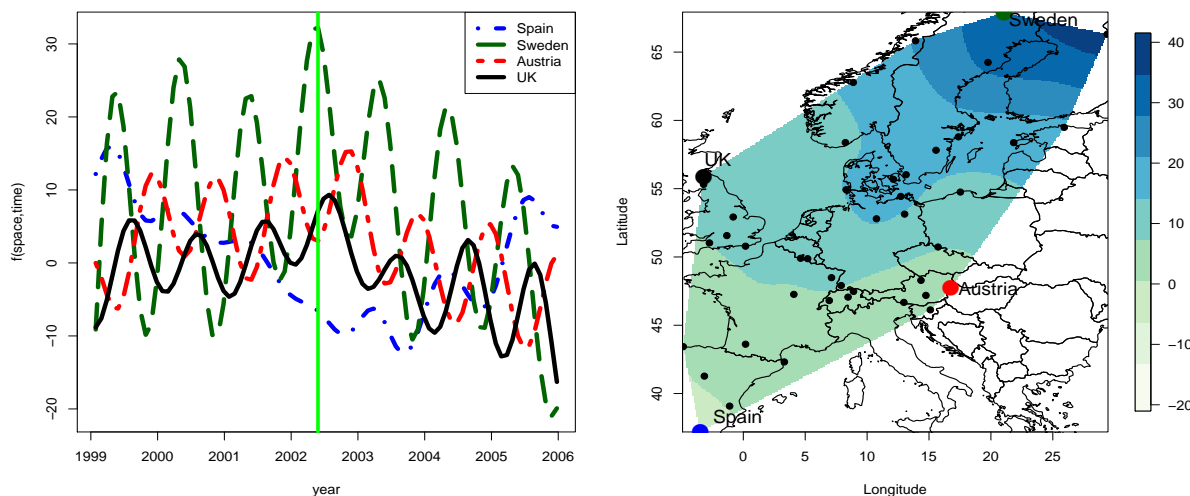 f(space,time)
30
20
10
0
-10
-20
1999 2000 2001 2002 2003 2004 2005 2006
year
Spain
Sweden
Austria
UK
Latitude
65
60
55
50
45
40
0 5 10 15 20 25
Longitude
Sweden
UK
Austria
Spain
40
30
20
10
0
-10
-20